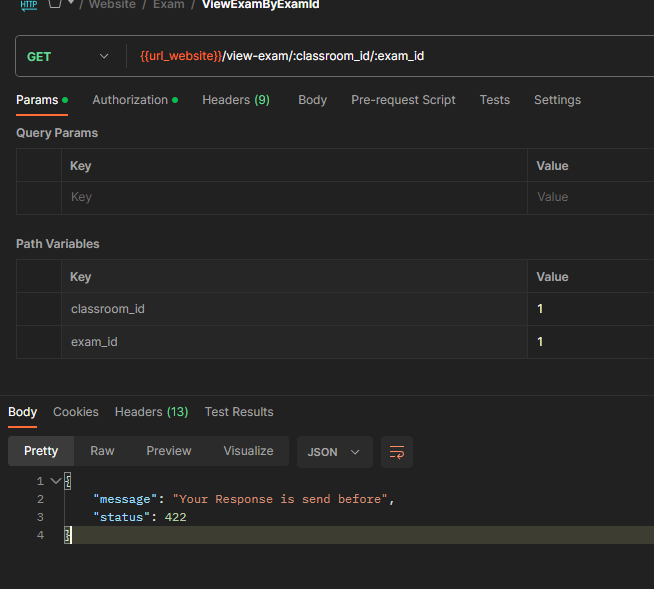 HTTP / Website / Exam / ViewExamByExamId
GET {{url_website}}/view-exam/:classroom_id/:exam_id
Params Authorization Headers (9) Body Pre-request Script Tests Settings
Query Params
Key Value
Key Value
Path Variables
Key Value
classroom_id 1
exam_id 1
Body Cookies Headers (13) Test Results
Pretty Raw Preview Visualize JSON
1 {
2 "message": "Your Response is send before",
3 "status": 422
4 }